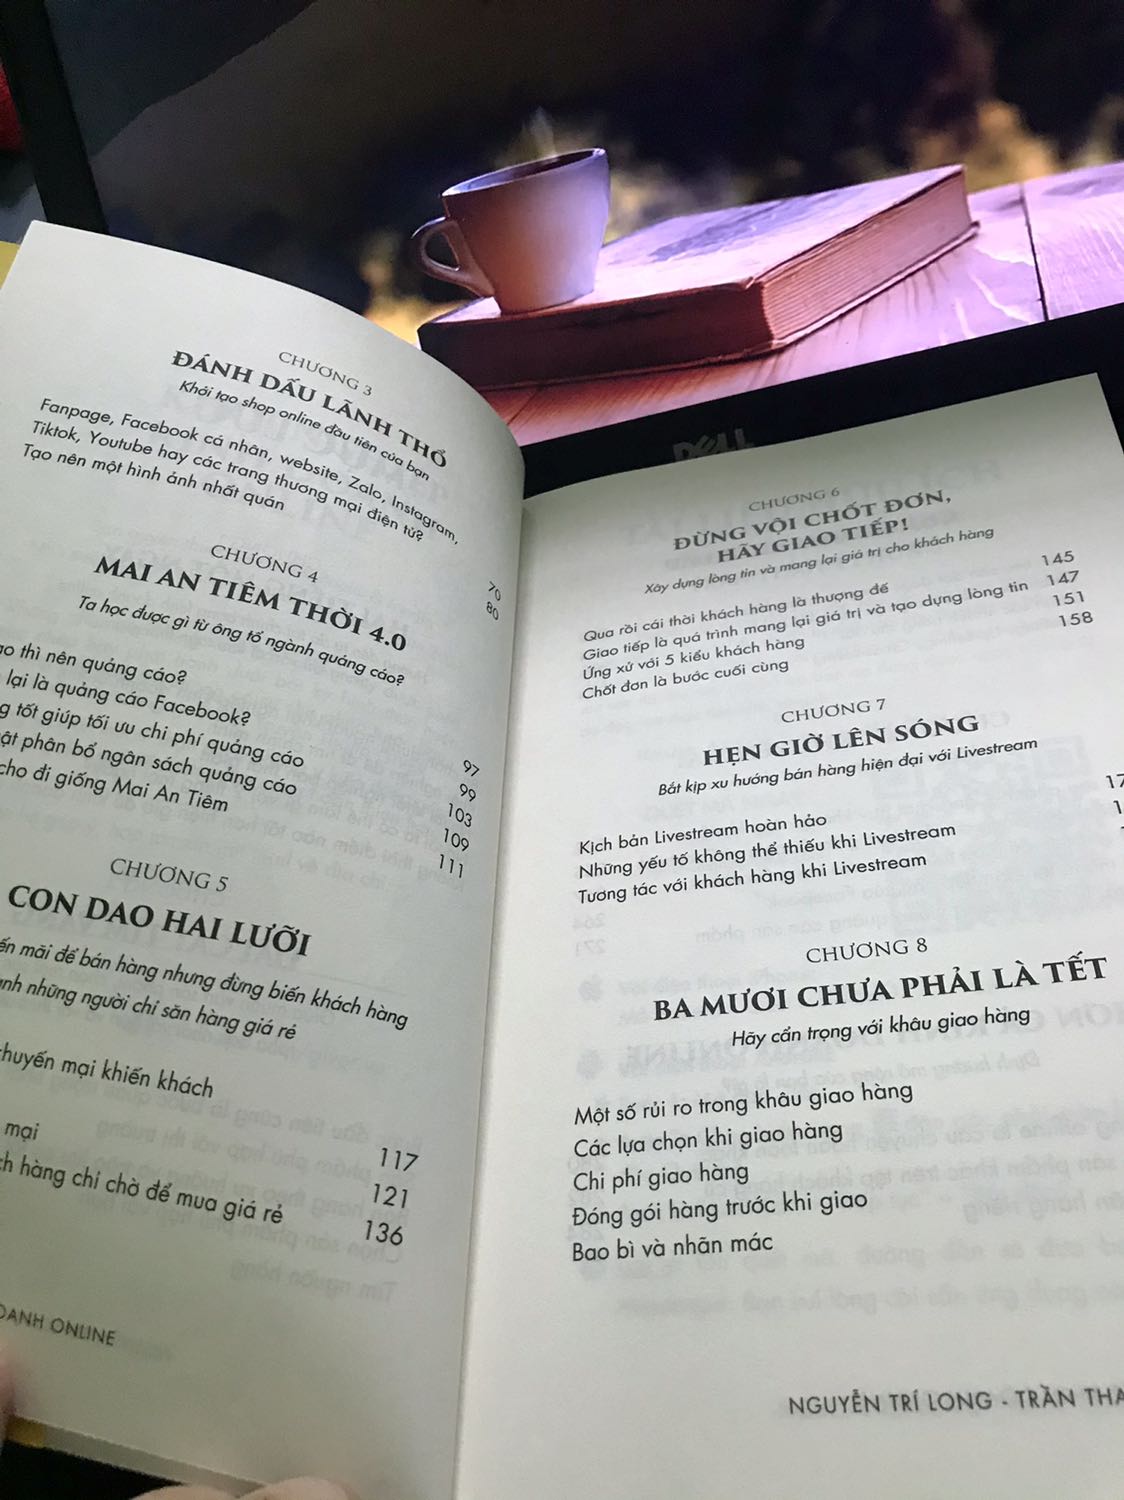 CHƯƠNG 3
ĐÁNH DẤU LÃNH THỔ
Khởi tạo shop online đầu tiên của bạn
Fanpage, Facebook cá nhân, website, Zalo, Instagram,
Tiktok, Youtube hay các trang thương mại điện tử? 70
Tạo nên một hình ảnh nhất quán 80
CHƯƠNG 4
MAI AN TIÊM THỜI 4.0
Ta học được gì từ ông tổ ngành quảng cáo?
thì nên quảng cáo? 97
lại là quảng cáo Facebook? 99
tốt giúp tối ưu chi phí quảng cáo 103
phân bổ ngân sách quảng cáo 109
cho đi giống Mai An Tiêm 111
CHƯƠNG 5
CON DAO HAI LƯỠI
mãi để bán hàng nhưng đừng biến khách hàng
những người chỉ săn hàng giá rẻ
mại khiến khách
117
mại 121
hàng chỉ chờ để mua giá rẻ 136
ONLINE
DELL
CHƯƠNG 6
ĐỪNG VỘI CHỐT ĐƠN,
HÃY GIAO TIẾP!
Xây dựng lòng tin và mang lại giá trị cho khách hàng
Qua rồi cái thời khách hàng là thượng đế 145
Giao tiếp là quá trình mang lại giá trị và tạo dựng lòng tin 147
Ứng xử với 5 kiểu khách hàng 151
Chốt đơn là bước cuối cùng 158
CHƯƠNG 7
HẸN GIỜ LÊN SÓNG
Bắt kịp xu hướng bán hàng hiện đại với Livestream
Kịch bản Livestream hoàn hảo
Những yếu tố không thể thiếu khi Livestream
Tương tác với khách hàng khi Livestream
CHƯƠNG 8
BA MƯƠI CHƯA PHẢI LÀ TẾT
Hãy cẩn trọng với khâu giao hàng
Một số rủi ro trong khâu giao hàng
Các lựa chọn khi giao hàng
Chi phí giao hàng
Đóng gói hàng trước khi giao
Bao bì và nhãn mác
NGUYỄN TRÍ LONG - TRẦN